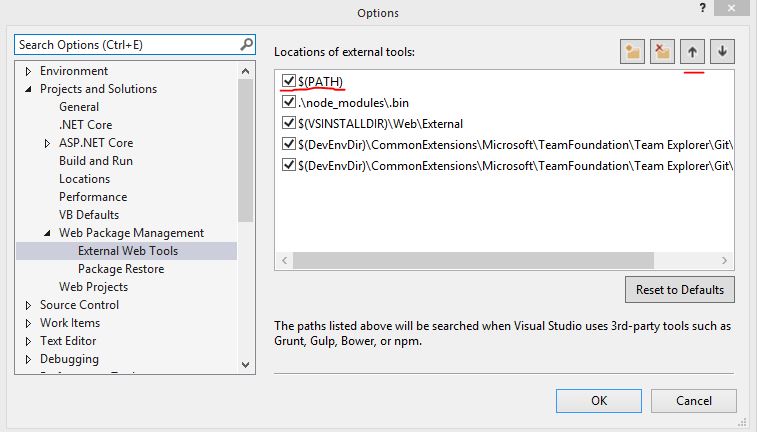 Options
?
Search Options (Ctrl+E)
Environment
Projects and Solutions
General
.NET Core
ASP.NET Core
Build and Run
Locations
Performance
VB Defaults
Web Package Management
External Web Tools
Package Restore
Web Projects
Source Control
Work Items
Text Editor
Debugging
Locations of external tools:
$(PATH)
.\node_modules\.bin
$(VSINSTALLDIR)\Web\External
$(DevEnvDir)\CommonExtensions\Microsoft\TeamFoundation\Team Explorer\Git\
$(DevEnvDir)\CommonExtensions\Microsoft\TeamFoundation\Team Explorer\Git\
Reset to Defaults
The paths listed above will be searched when Visual Studio uses 3rd-party tools such as
Grunt, Gulp, Bower, or npm.
OK
Cancel